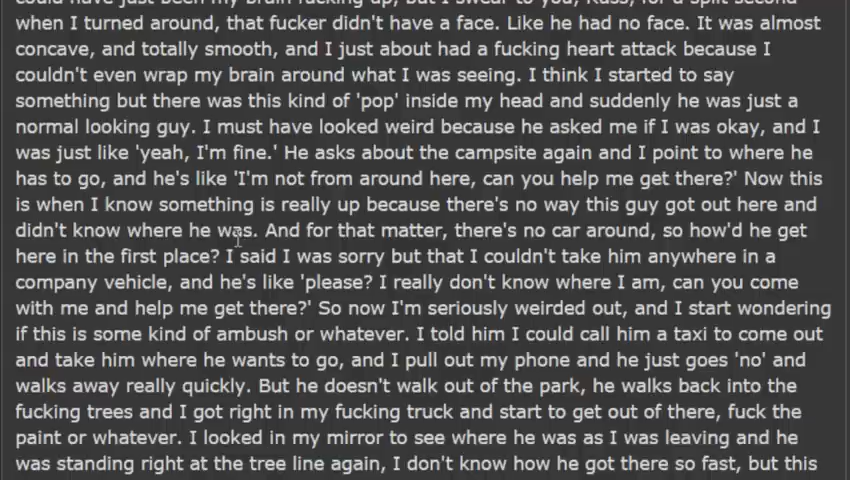 could have just been my brain fucking up, but I swear to you, Russ, for a split second
when I turned around, that fucker didn't have a face. Like he had no face. It was almost
concave, and totally smooth, and I just about had a fucking heart attack because I
couldn't even wrap my brain around what I was seeing. I think I started to say
something but there was this kind of 'pop' inside my head and suddenly he was just a
normal looking guy. I must have looked weird because he asked me if I was okay, and I
was just like 'yeah, I'm fine.' He asks about the campsite again and I point to where he
has to go, and he's like 'I'm not from around here, can you help me get there?' Now this
is when I know something is really up because there's no way this guy got out here and
didn't know where he was. And for that matter, there's no car around, so how'd he get
here in the first place? I said I was sorry but that I couldn't take him anywhere in a
company vehicle, and he's like 'please? I really don't know where I am, can you come
with me and help me get there?' So now I'm seriously weirded out, and I start wondering
if this is some kind of ambush or whatever. I told him I could call him a taxi to come out
and take him where he wants to go, and I pull out my phone and he just goes 'no' and
walks away really quickly. But he doesn't walk out of the park, he walks back into the
fucking trees and I got right in my fucking truck and start to get out of there, fuck the
paint or whatever. I looked in my mirror to see where he was as I was leaving and he
was standing right at the tree line again, I don't know how he got there so fast, but this